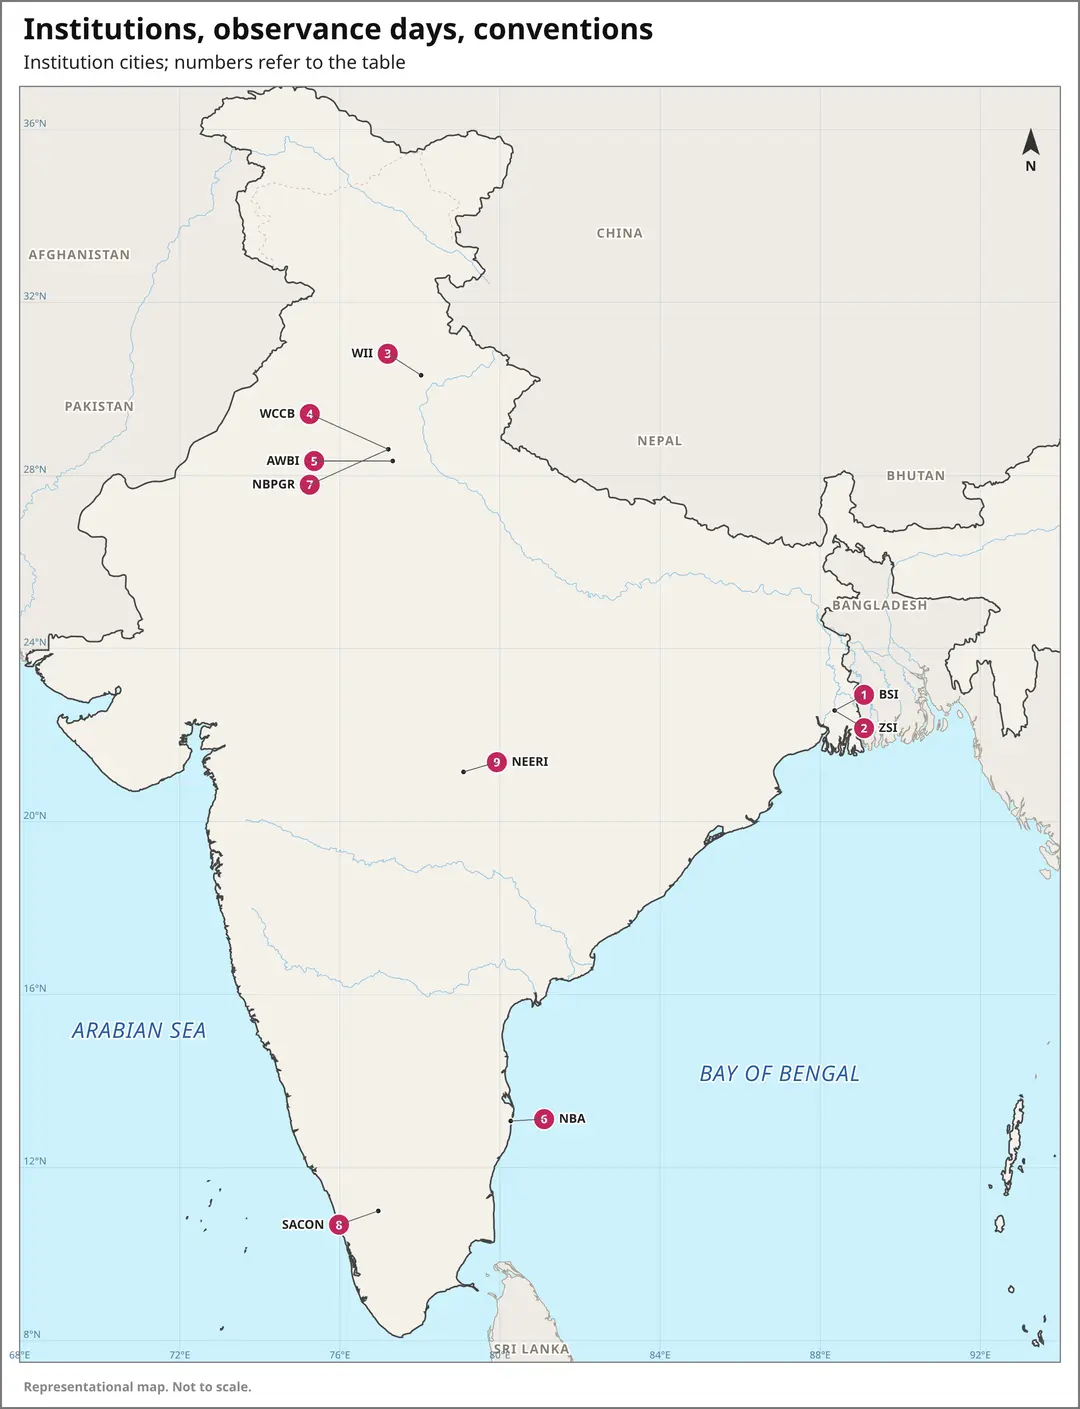 Institutions, observance days, conventions
Institution cities; numbers refer to the table
36°N
N
CHINA
AFGHANISTAN
32°N
WII 3
PAKISTAN
WCCB 4
NEPAL
AWBI 5
28°N
BHUTAN
NBPGR 7
BANGLADESH
24°N
1 BSI
2 ZSI
9 NEERI
20°N
16°N
ARABIAN SEA
BAY OF BENGAL
6 NBA
12°N
SACON 8
8°N
SRI LANKA
68°E 72°E 76°E 80°E 84°E 88°E 92°E
Representational map. Not to scale.